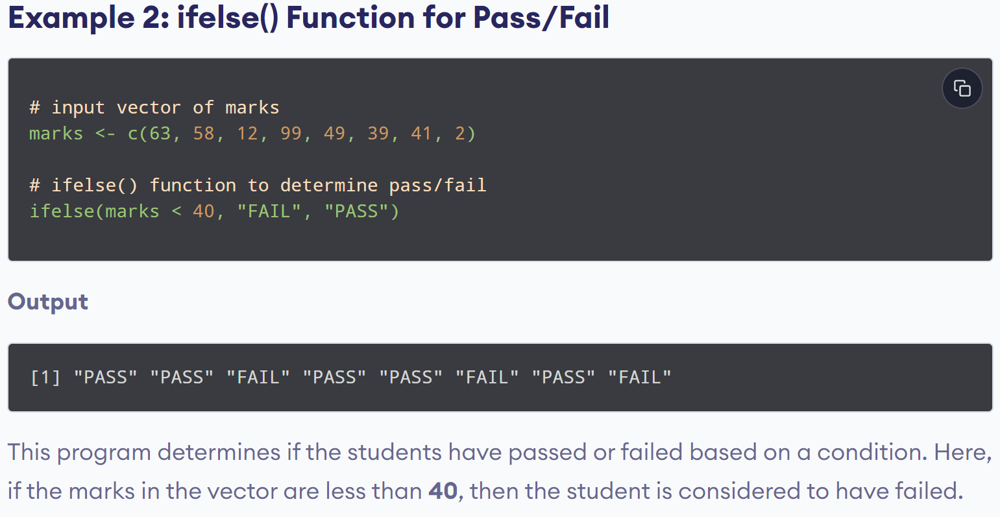 Example 2: ifelse() Function for Pass/Fail
# input vector of marks
marks <- c(63, 58, 12, 99, 49, 39, 41, 2)
# ifelse() function to determine pass/fail
ifelse(marks < 40, "FAIL", "PASS")
Output
[1] "PASS" "PASS" "FAIL" "PASS" "PASS" "FAIL" "PASS" "FAIL"
This program determines if the students have passed or failed based on a condition. Here,
if the marks in the vector are less than 40, then the student is considered to have failed.